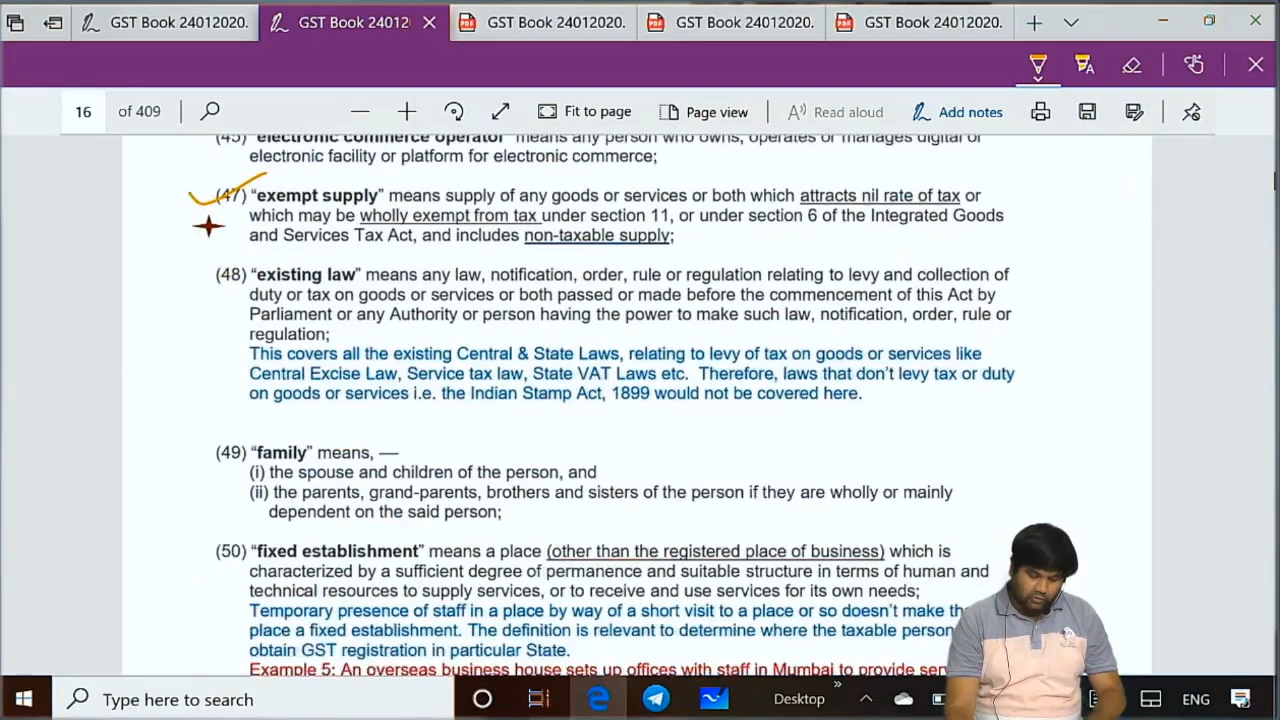 GST Book 24012020.
GST Book 24012
GST Book 24012020.
GST Book 24012020.
GST Book 24012020.
16 of 409
Fit to page
Page view
Read aloud
Add notes
(45) "electronic commerce operator" means any person who owns, operates or manages digital or
electronic facility or platform for electronic commerce;
(47) "exempt supply" means supply of any goods or services or both which attracts nil rate of tax or
which may be wholly exempt from tax under section 11, or under section 6 of the Integrated Goods
and Services Tax Act, and includes non-taxable supply;
(48) "existing law" means any law, notification, order, rule or regulation relating to levy and collection of
duty or tax on goods or services or both passed or made before the commencement of this Act by
Parliament or any Authority or person having the power to make such law, notification, order, rule or
regulation;
This covers all the existing Central & State Laws, relating to levy of tax on goods or services like
Central Excise Law, Service tax law, State VAT Laws etc. Therefore, laws that don't levy tax or duty
on goods or services i.e. the Indian Stamp Act, 1899 would not be covered here.
(49) "family" means, —
(i) the spouse and children of the person, and
(ii) the parents, grand-parents, brothers and sisters of the person if they are wholly or mainly
dependent on the said person;
(50) "fixed establishment" means a place (other than the registered place of business) which is
characterized by a sufficient degree of permanence and suitable structure in terms of human and
technical resources to supply services, or to receive and use services for its own needs;
Temporary presence of staff in a place by way of a short visit to a place or so doesn't make th
place a fixed establishment. The definition is relevant to determine where the taxable person
obtain GST registration in particular State.
Example 5: An overseas business house sets up offices with staff in Mumbai to provide ser
Type here to search
Desktop
ENG